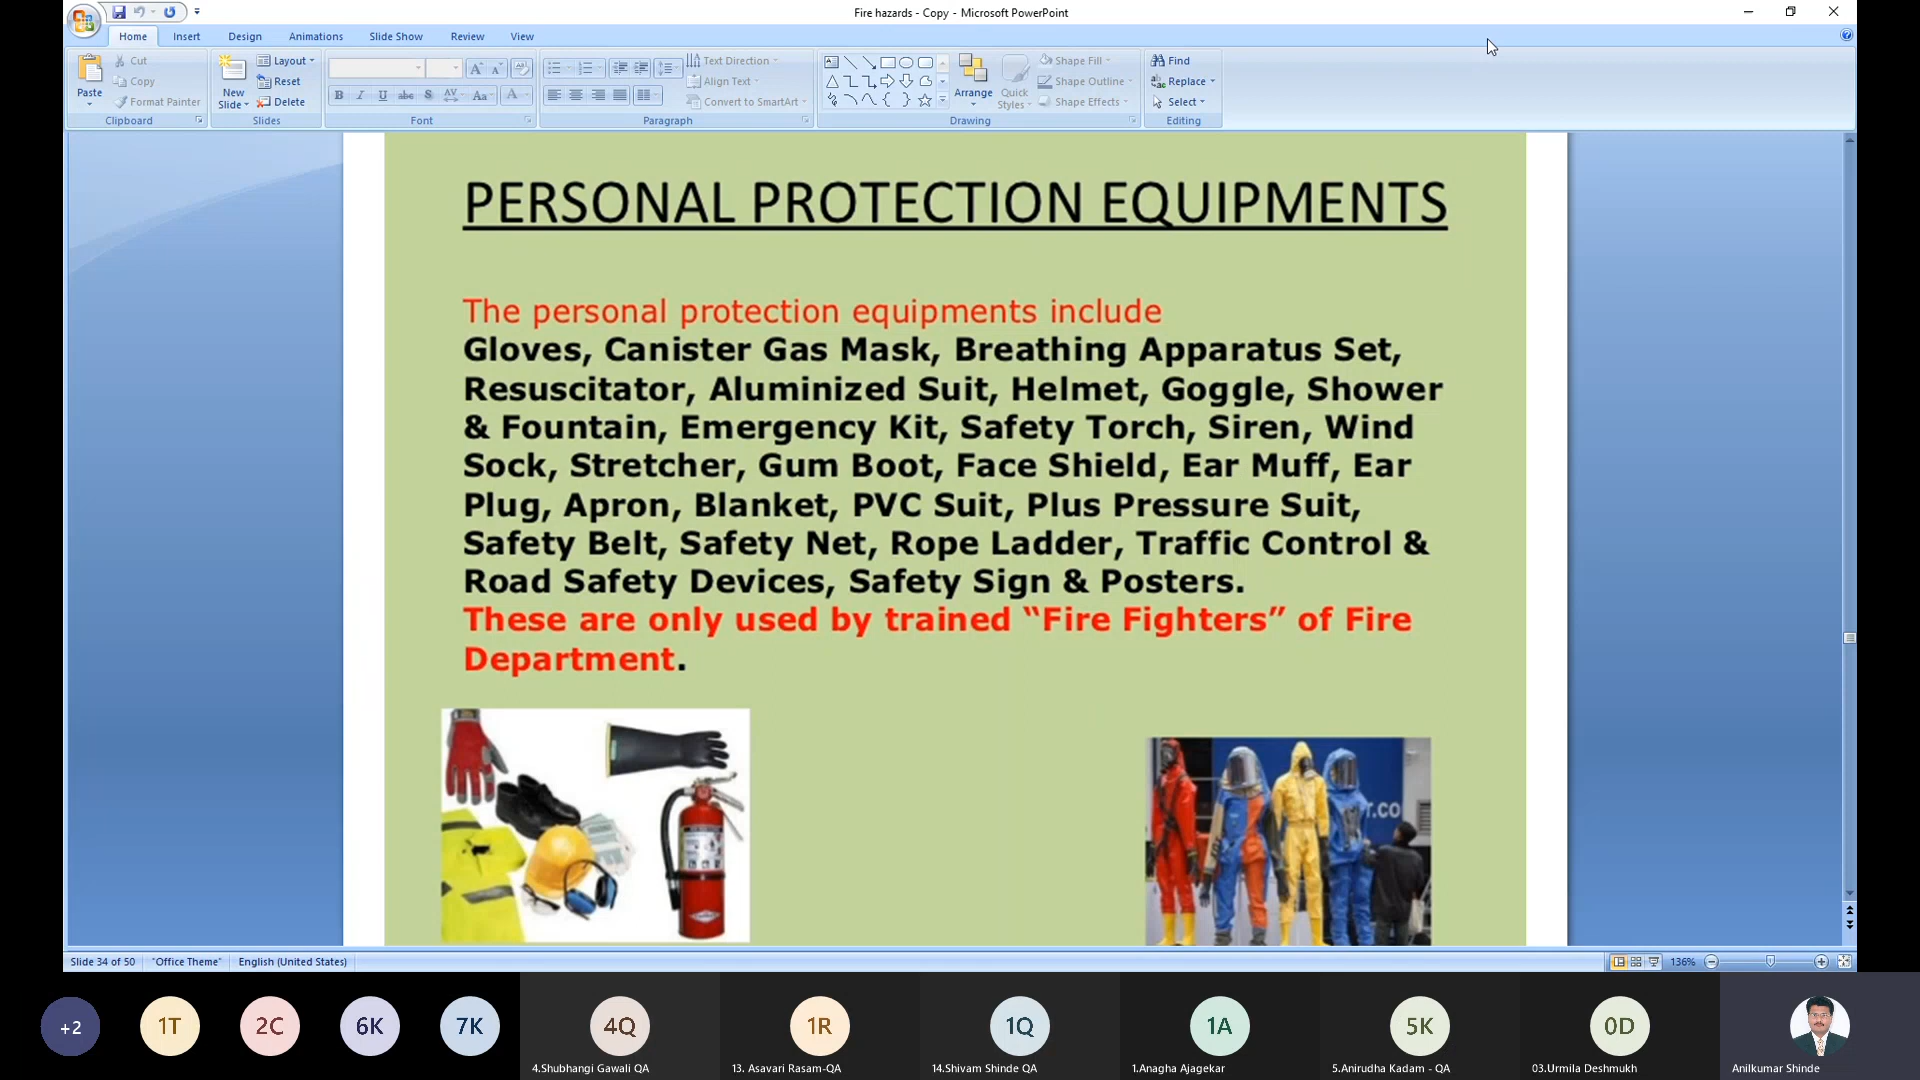 Fire hazards - Copy - Microsoft PowerPoint
Home Insert Design Animations Slide Show Review View
Paste
Cut
Copy
Format Painter
Clipboard
New
Slide
Layout
Reset
Delete
Slides
B I U abc S AV Aa A
Font
Paragraph
Text Direction
Align Text
Convert to SmartArt
Arrange
Quick
Styles
Shape Fill
Shape Outline
Shape Effects
Drawing
Find
Replace
Select
Editing
PERSONAL PROTECTION EQUIPMENTS
The personal protection equipments include
Gloves, Canister Gas Mask, Breathing Apparatus Set,
Resuscitator, Aluminized Suit, Helmet, Goggle, Shower
& Fountain, Emergency Kit, Safety Torch, Siren, Wind
Sock, Stretcher, Gum Boot, Face Shield, Ear Muff, Ear
Plug, Apron, Blanket, PVC Suit, Plus Pressure Suit,
Safety Belt, Safety Net, Rope Ladder, Traffic Control &
Road Safety Devices, Safety Sign & Posters.
These are only used by trained “Fire Fighters” of Fire
Department.
r.co
Slide 34 of 50 "Office Theme" English (United States) 136%
+2 1T 2C 6K 7K 4Q 1R 1Q 1A 5K 0D
4.Shubhangi Gawali QA 13. Asavari Rasam-QA 14.Shivam Shinde QA 1.Anagha Ajagekar 5.Anirudha Kadam - QA 03.Urmila Deshmukh Anilkumar Shinde